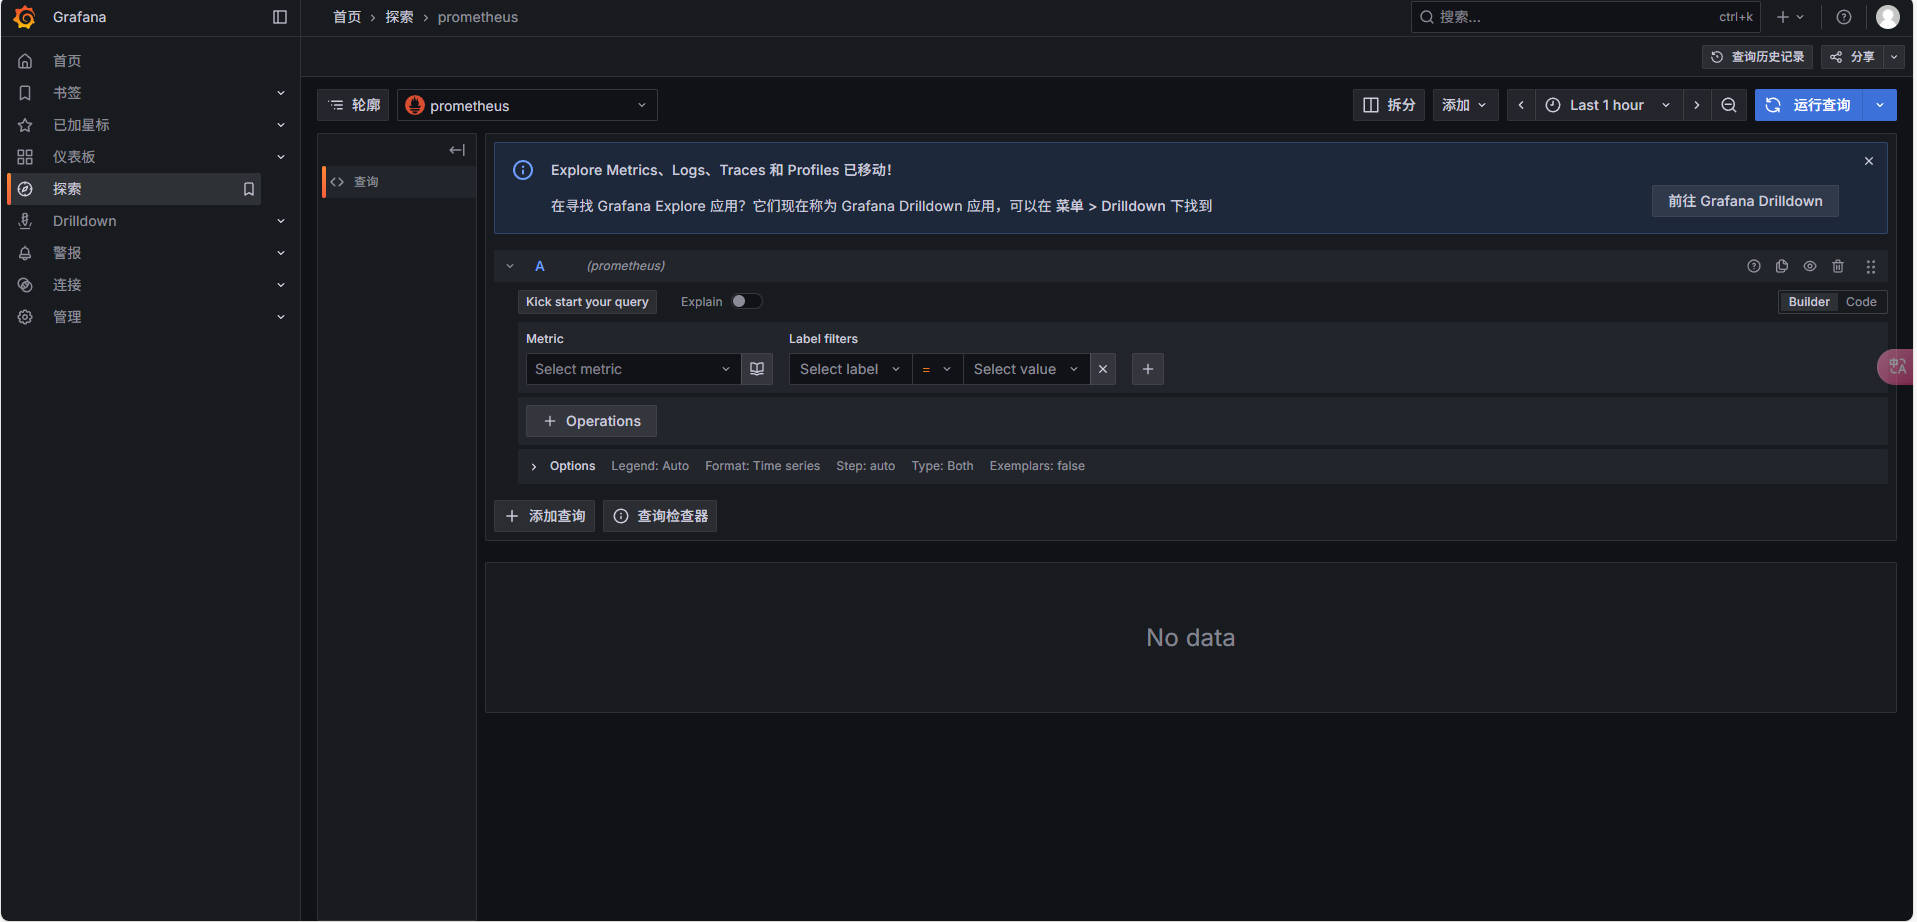 Grafana
首页 › 探索 › prometheus
搜索... ctrl+k
查询历史记录 分享
首页
书签
已加星标
仪表板
探索
Drilldown
警报
连接
管理
轮廓 prometheus 拆分 添加 Last 1 hour 运行查询
查询
Explore Metrics、Logs、Traces 和 Profiles 已移动!
在寻找 Grafana Explore 应用？它们现在称为 Grafana Drilldown 应用，可以在 菜单 > Drilldown 下找到
前往 Grafana Drilldown
A (prometheus)
Kick start your query Explain Builder Code
Metric Label filters
Select metric Select label = Select value
Operations
Options Legend: Auto Format: Time series Step: auto Type: Both Exemplars: false
添加查询 查询检查器
No data
中A